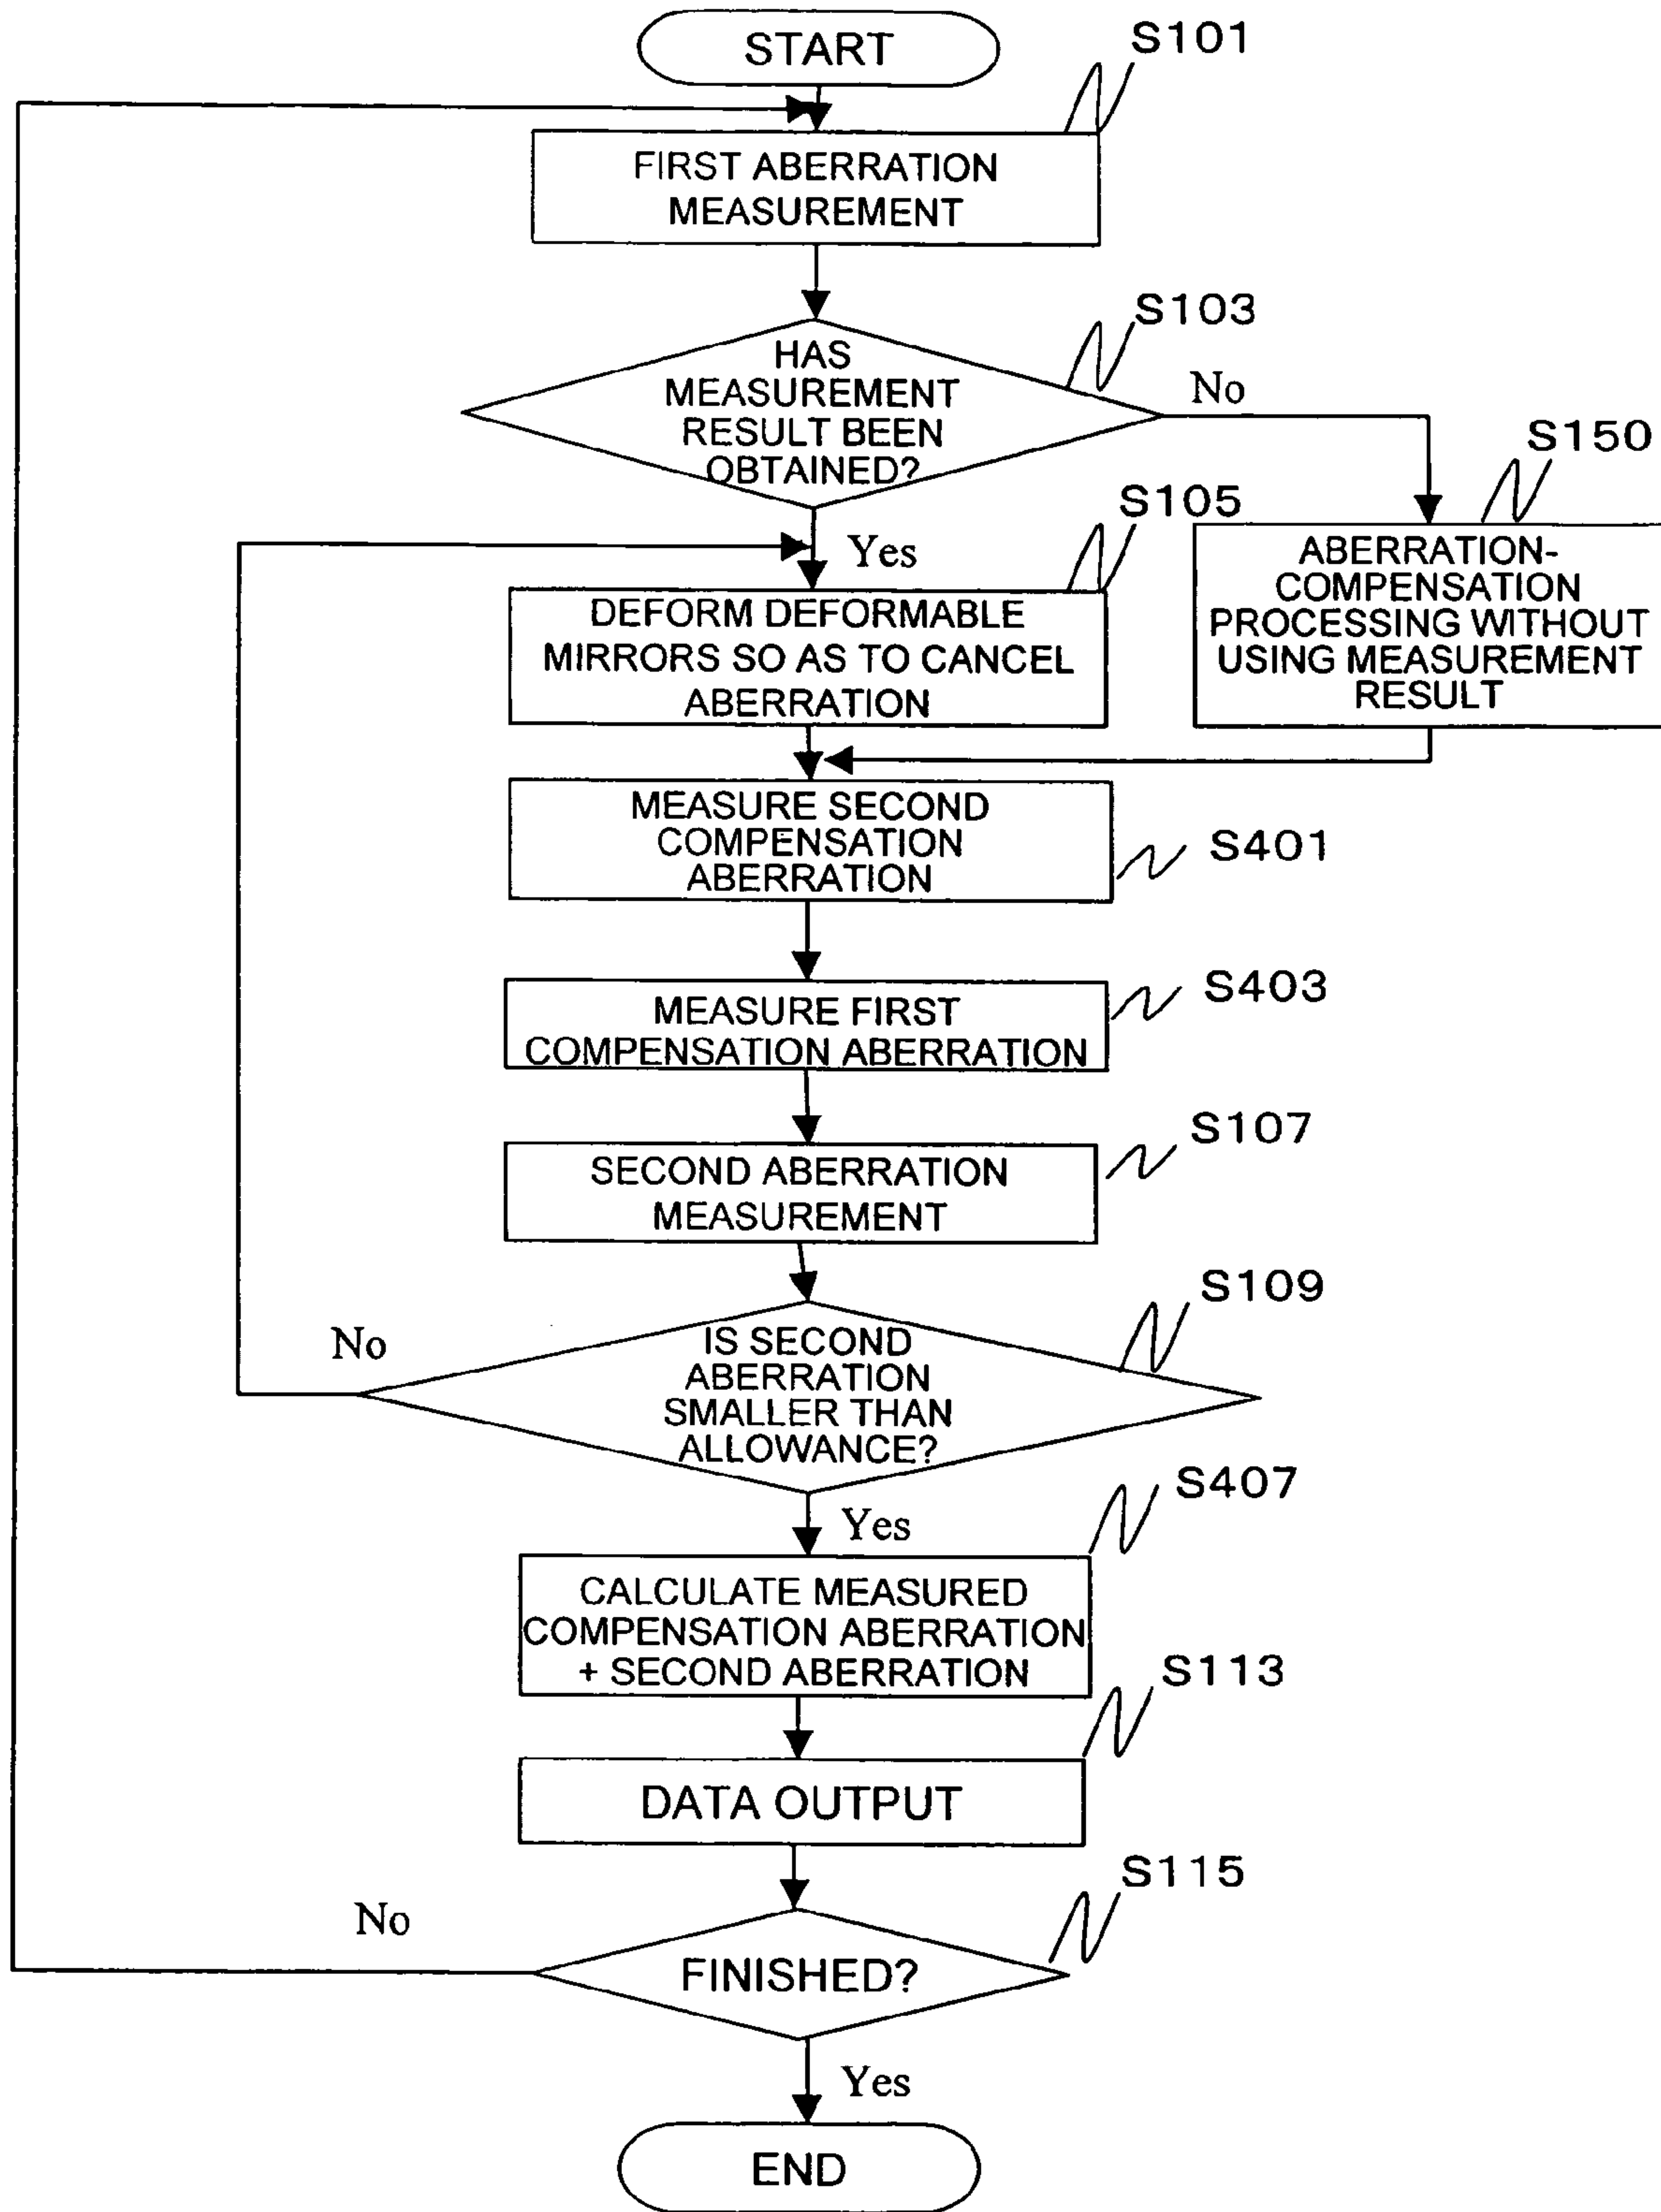 START
S101
FIRST ABERRATION
MEASUREMENT
S103
HAS
MEASUREMENT
RESULT BEEN
OBTAINED?
No
S150
ABERRATION-
COMPENSATION
PROCESSING WITHOUT
USING MEASUREMENT
RESULT
Yes
S105
DEFORM DEFORMABLE
MIRRORS SO AS TO CANCEL
ABERRATION
MEASURE SECOND
COMPENSATION
ABERRATION
S401
MEASURE FIRST
COMPENSATION ABERRATION
S403
SECOND ABERRATION
MEASUREMENT
S107
S109
No
IS SECOND
ABERRATION
SMALLER THAN
ALLOWANCE?
Yes
S407
CALCULATE MEASURED
COMPENSATION ABERRATION
+ SECOND ABERRATION
S113
DATA OUTPUT
S115
No
FINISHED?
Yes
END